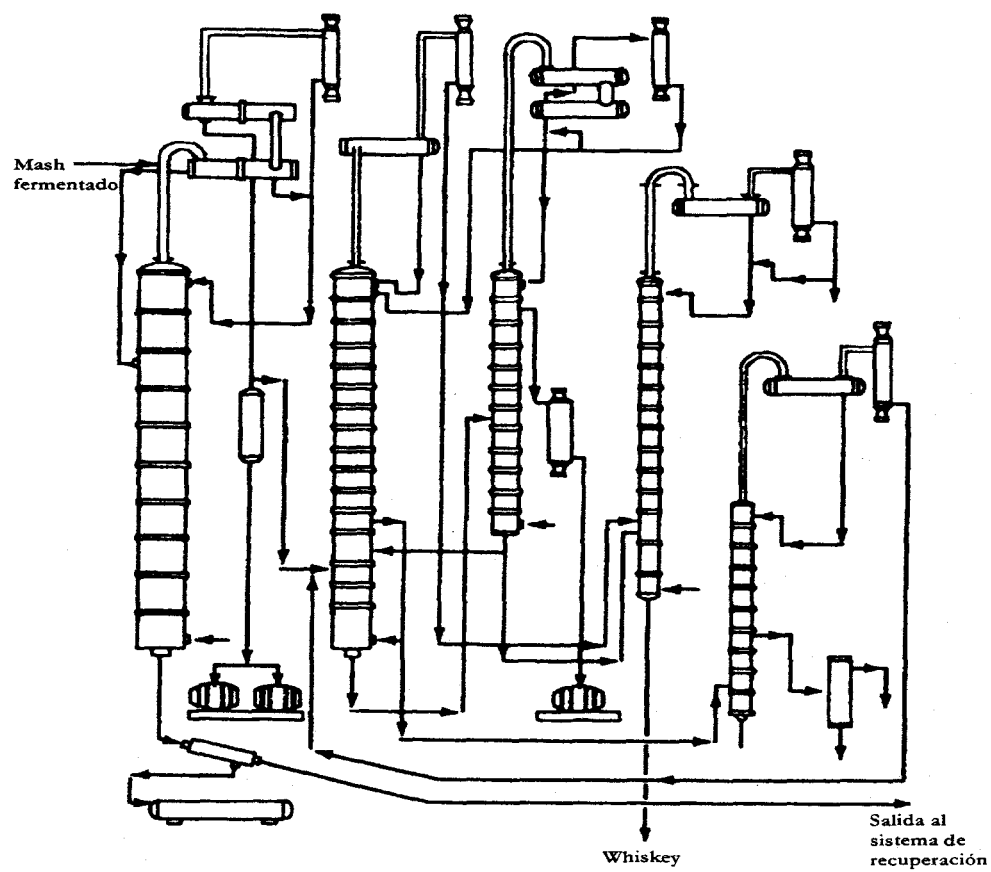 Mash
fermentado
Salida al
sistema de
recuperación
Whiskey